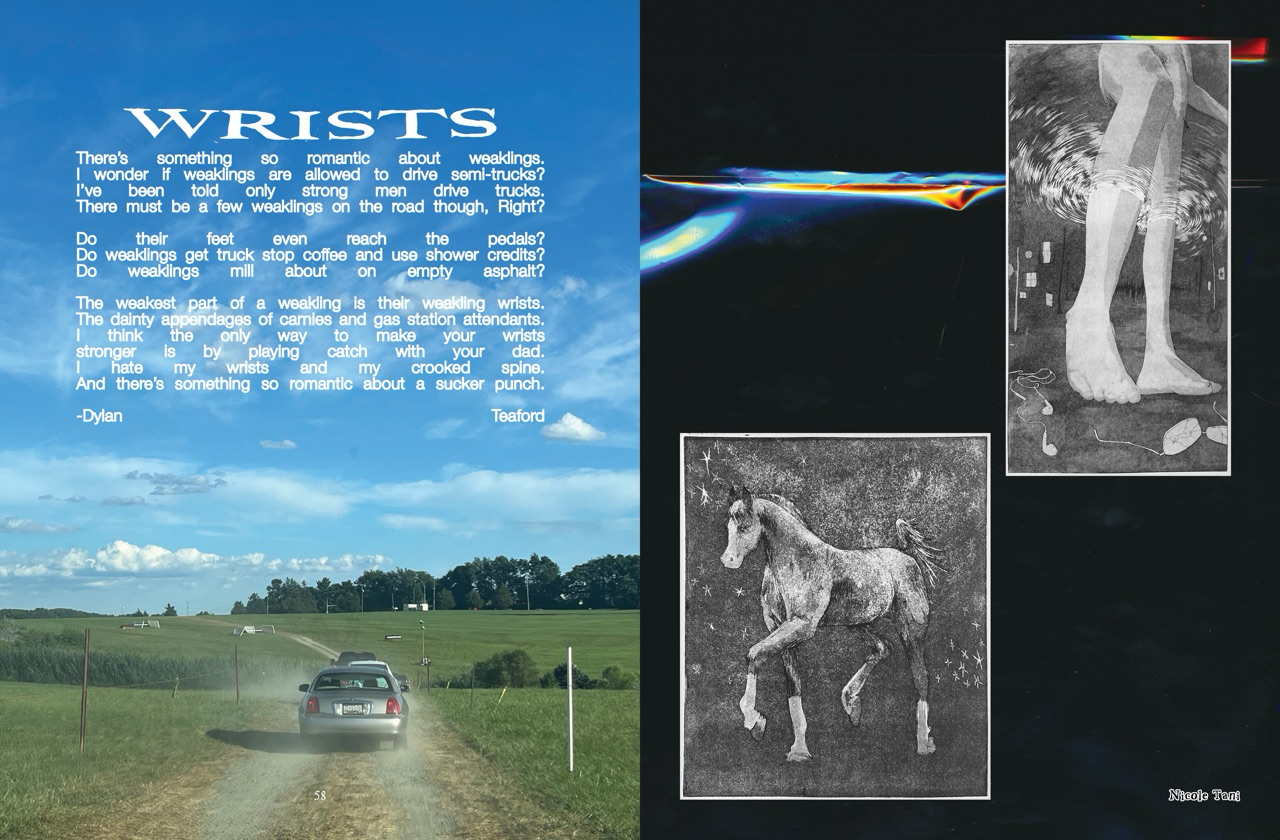 WRISTS
There's something so romantic about weaklings.
I wonder if weaklings are allowed to drive semi-trucks?
I've been told only strong men drive trucks.
There must be a few weaklings on the road though, Right?
Do their feet even reach the pedals?
Do weaklings get truck stop coffee and use shower credits?
Do weaklings mill about on empty asphalt?
The weakest part of a weakling is their weakling wrists.
The dainty appendages of carnies and gas station attendants.
I think the only way to make your wrists
stronger is by playing catch with your dad.
I hate my wrists and my crooked spine.
And there's something so romantic about a sucker punch.
-Dylan Teaford
58
Nicole Tani